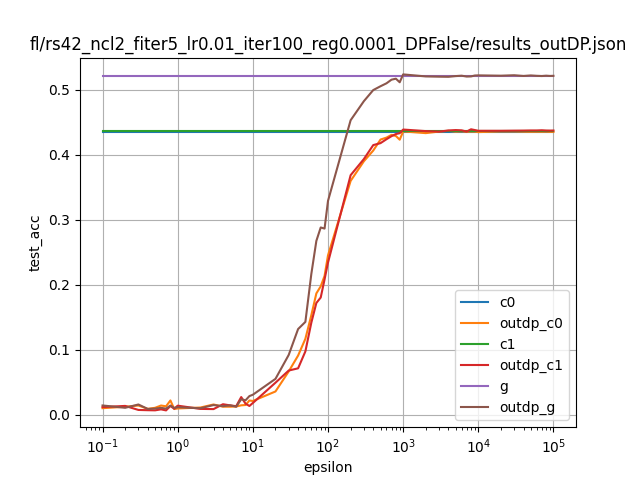 fl/rs42_ncl2_fiter5_lr0.01_iter100_reg0.0001_DPFalse/results_outDP.json
test_acc
0.5
0.4
0.3
0.2
0.1
0.0
10⁻¹
10⁰
10¹
10²
10³
10⁴
10⁵
epsilon
c0
outdp_c0
c1
outdp_c1
g
outdp_g